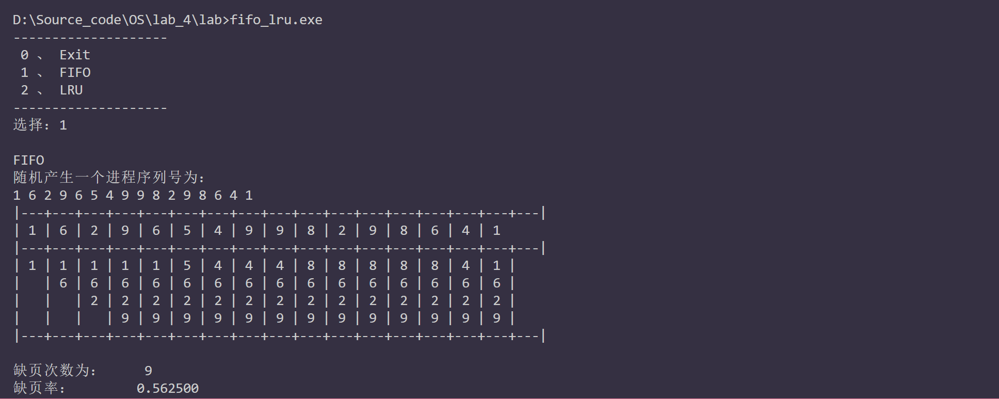 D:\Source_code\OS\lab_4\lab>fifo_lru.exe
--------------------
 0 、 Exit
 1 、 FIFO
 2 、 LRU
--------------------
选择：1

FIFO
随机产生一个进程序列号为：
1 6 2 9 6 5 4 9 9 8 2 9 8 6 4 1
|---+---+---+---+---+---+---+---+---+---+---+---+---+---+---+---+---|
| 1 | 6 | 2 | 9 | 6 | 5 | 4 | 9 | 9 | 8 | 2 | 9 | 8 | 6 | 4 | 1
|---+---+---+---+---+---+---+---+---+---+---+---+---+---+---+---+---|
| 1 | 1 | 1 | 1 | 1 | 5 | 4 | 4 | 4 | 8 | 8 | 8 | 8 | 8 | 4 | 1 |
|   | 6 | 6 | 6 | 6 | 6 | 6 | 6 | 6 | 6 | 6 | 6 | 6 | 6 | 6 | 6 |
|   |   | 2 | 2 | 2 | 2 | 2 | 2 | 2 | 2 | 2 | 2 | 2 | 2 | 2 | 2 |
|   |   |   | 9 | 9 | 9 | 9 | 9 | 9 | 9 | 9 | 9 | 9 | 9 | 9 | 9 |
|---+---+---+---+---+---+---+---+---+---+---+---+---+---+---+---+---|

缺页次数为：      9
缺页率：         0.562500